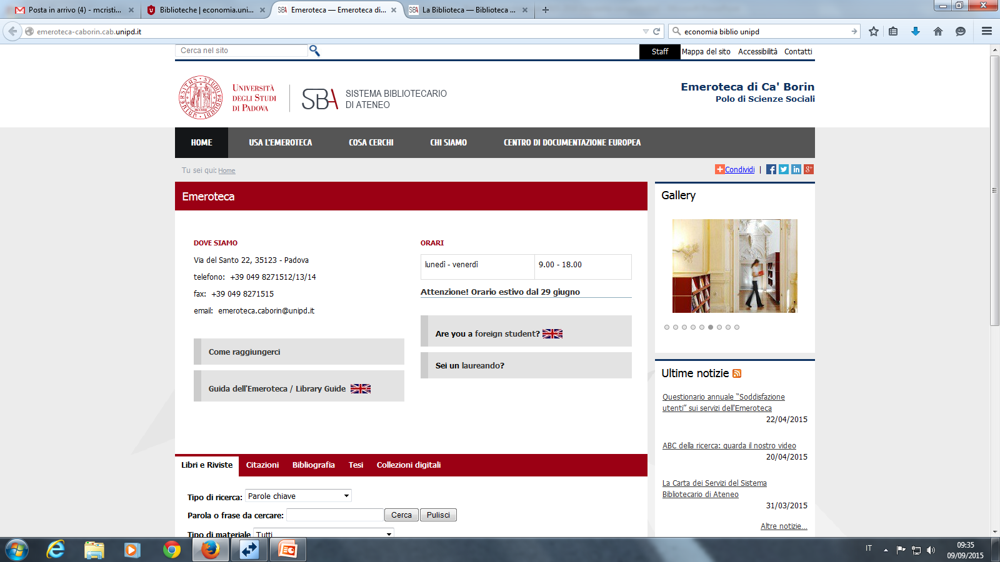 Posta in arrivo (4) - mcristi...
Biblioteche | economia.uni...
SBA Emeroteca — Emeroteca di...
SBA La Biblioteca — Biblioteca ...
emeroteca-caborin.cab.unipd.it
economia biblio unipd
Cerca nel sito
Staff
Mappa del sito
Accessibilità
Contatti
UNIVERSITÀ
DEGLI STUDI
DI PADOVA
SBA
SISTEMA BIBLIOTECARIO
DI ATENEO
Emeroteca di Ca' Borin
Polo di Scienze Sociali
HOME
USA L'EMEROTECA
COSA CERCHI
CHI SIAMO
CENTRO DI DOCUMENTAZIONE EUROPEA
Tu sei qui: Home
Condividi |
Emeroteca
DOVE SIAMO
Via del Santo 22, 35123 - Padova
telefono: +39 049 8271512/13/14
fax: +39 049 8271515
email: emeroteca.caborin@unipd.it
Come raggiungerci
Guida dell'Emeroteca / Library Guide
ORARI
lunedì - venerdì
9.00 - 18.00
Attenzione! Orario estivo dal 29 giugno
Are you a foreign student?
Sei un laureando?
Gallery
Ultime notizie
Questionario annuale “Soddisfazione
utenti” sui servizi dell'Emeroteca
22/04/2015
ABC della ricerca: guarda il nostro video
20/04/2015
La Carta dei Servizi del Sistema
Bibliotecario di Ateneo
31/03/2015
Altre notizie...
Libri e Riviste
Citazioni
Bibliografia
Tesi
Collezioni digitali
Tipo di ricerca: Parole chiave
Parola o frase da cercare:
Cerca
Pulisci
Tipo di materiale Tutti
IT
09:35
09/09/2015